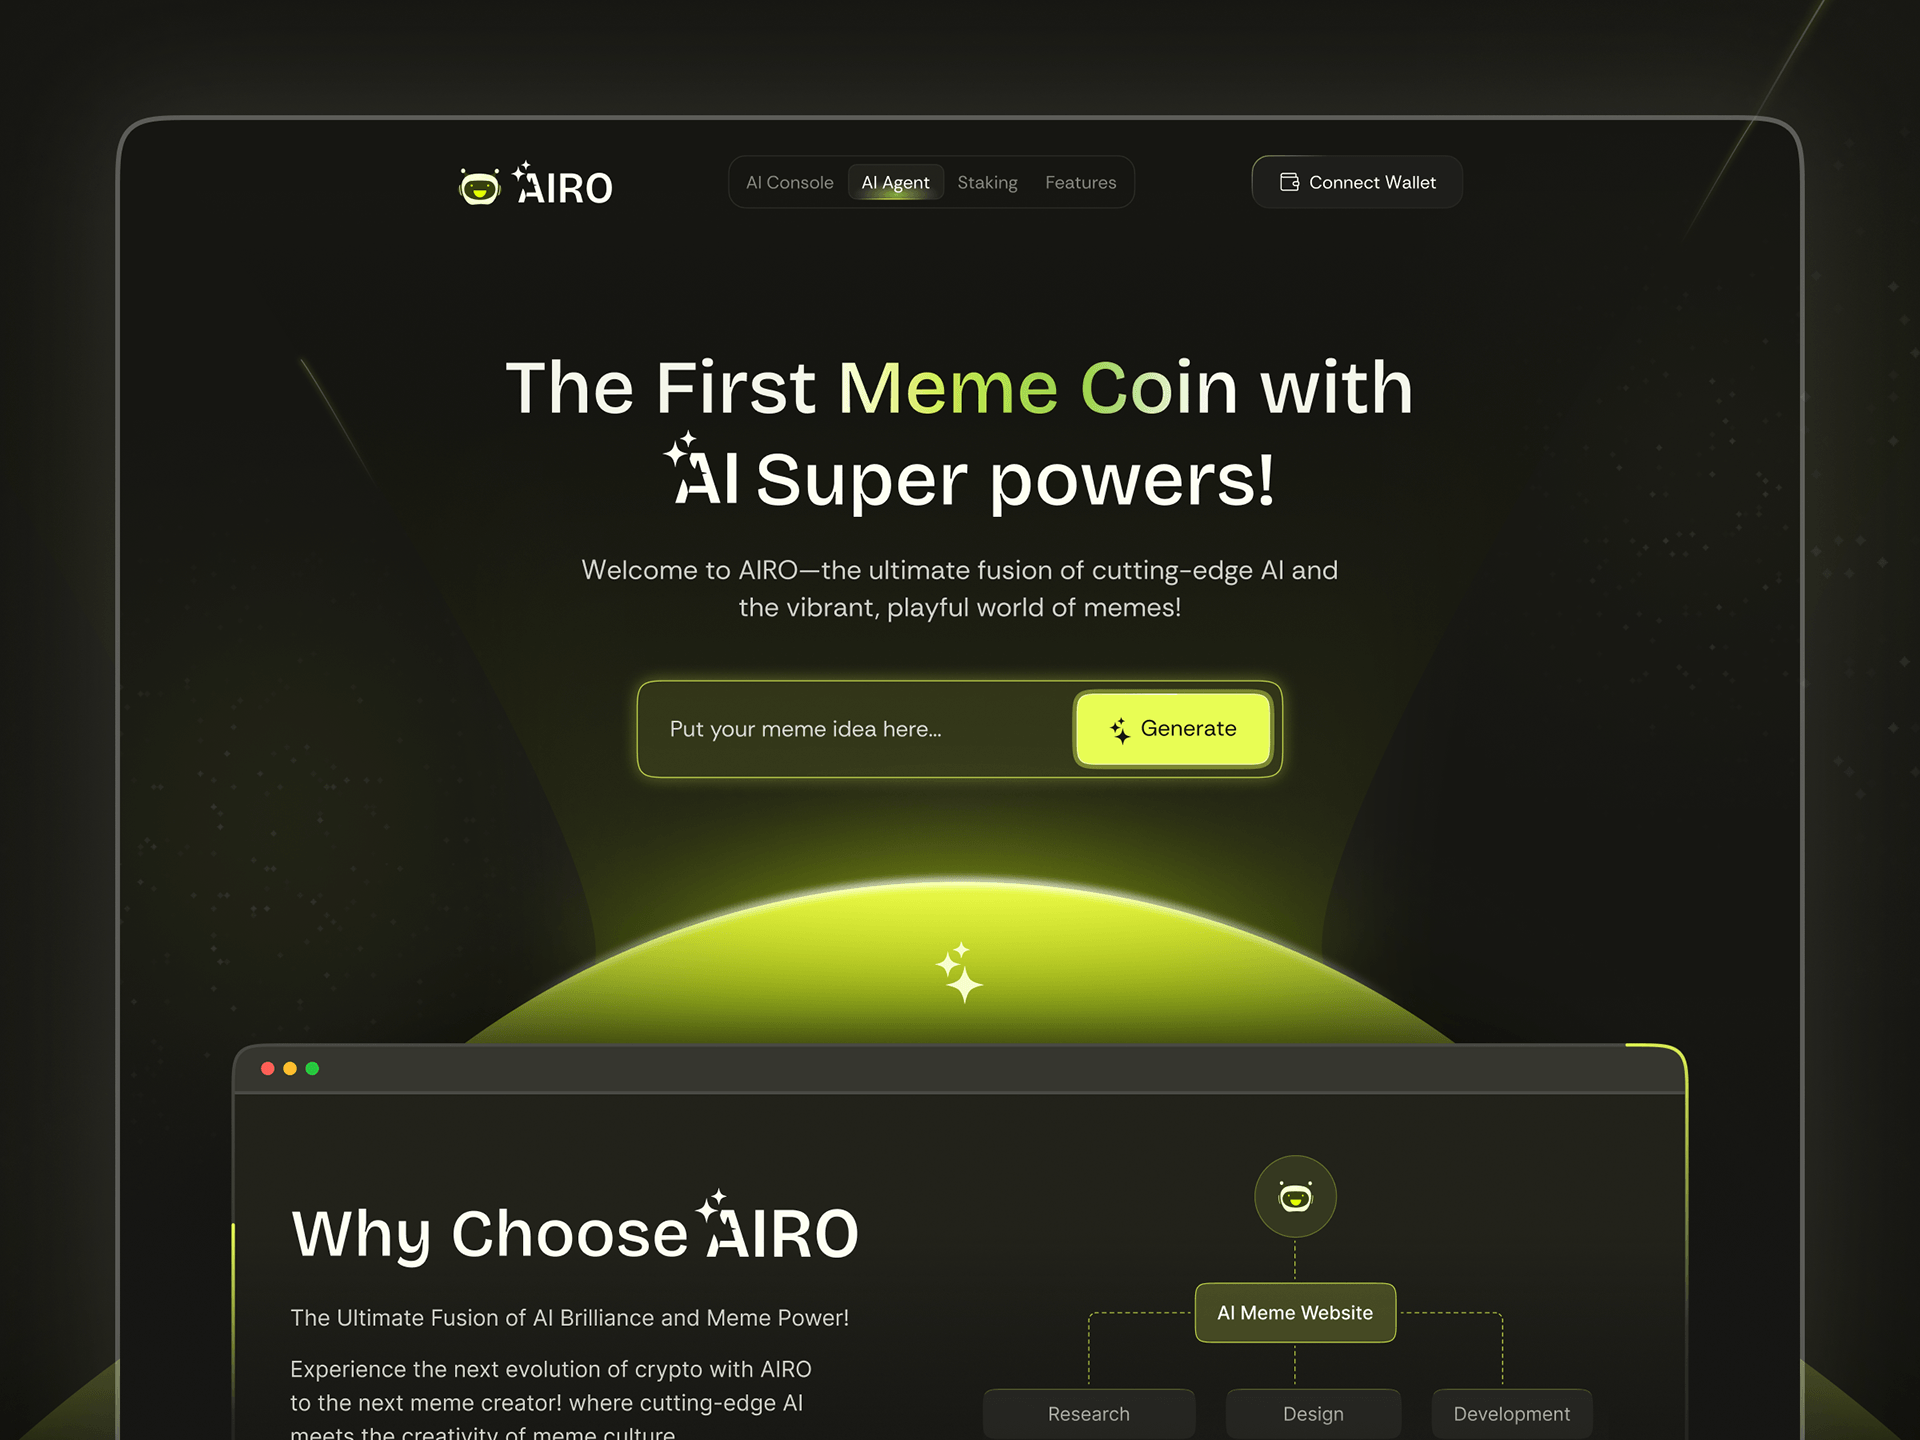 AIRO
AI Console
AI Agent
Staking
Features
Connect Wallet
The First Meme Coin with
AI Super powers!
Welcome to AIRO—the ultimate fusion of cutting-edge AI and
the vibrant, playful world of memes!
Put your meme idea here...
Generate
Why Choose AIRO
The Ultimate Fusion of AI Brilliance and Meme Power!
Experience the next evolution of crypto with AIRO
to the next meme creator! where cutting-edge AI
meets the creativity of meme culture
AI Meme Website
Research
Design
Development